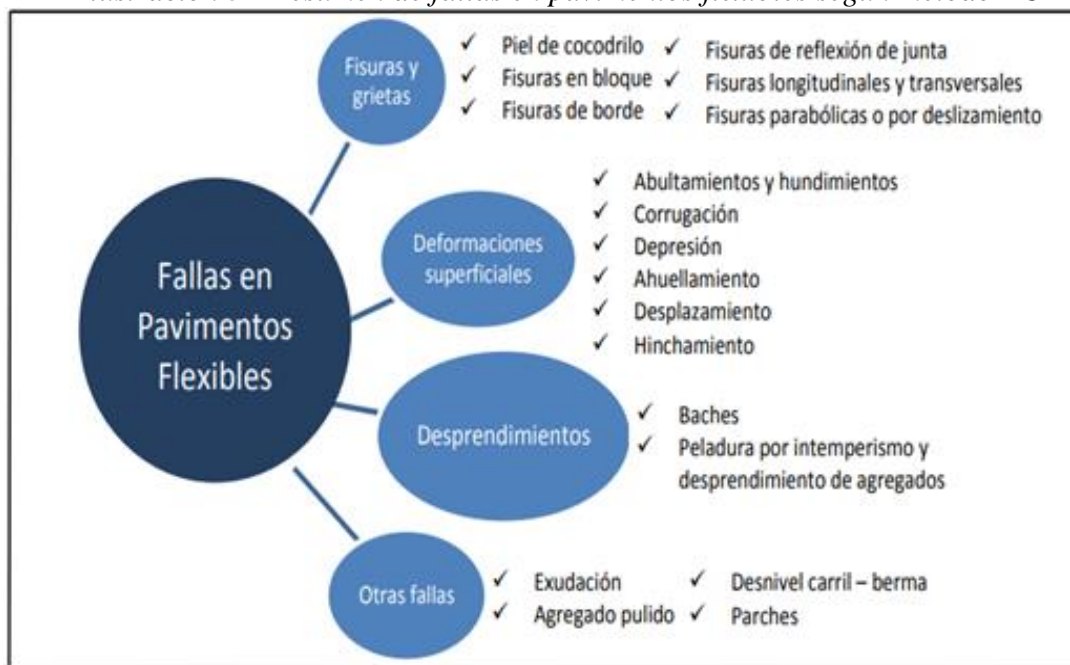 Fisuras y
grietas
✓ Piel de cocodrilo
✓ Fisuras en bloque
✓ Fisuras de borde
✓ Fisuras de reflexión de junta
✓ Fisuras longitudinales y transversales
✓ Fisuras parabólicas o por deslizamiento
Fallas en
Pavimentos
Flexibles
Deformaciones
superficiales
✓ Abultamientos y hundimientos
✓ Corrugación
✓ Depresión
✓ Ahuellamiento
✓ Desplazamiento
✓ Hinchamiento
Desprendimientos
✓ Baches
✓ Peladura por intemperismo y
desprendimiento de agregados
Otras fallas
✓ Exudación
✓ Agregado pulido
✓ Desnivel carril – berma
✓ Parches